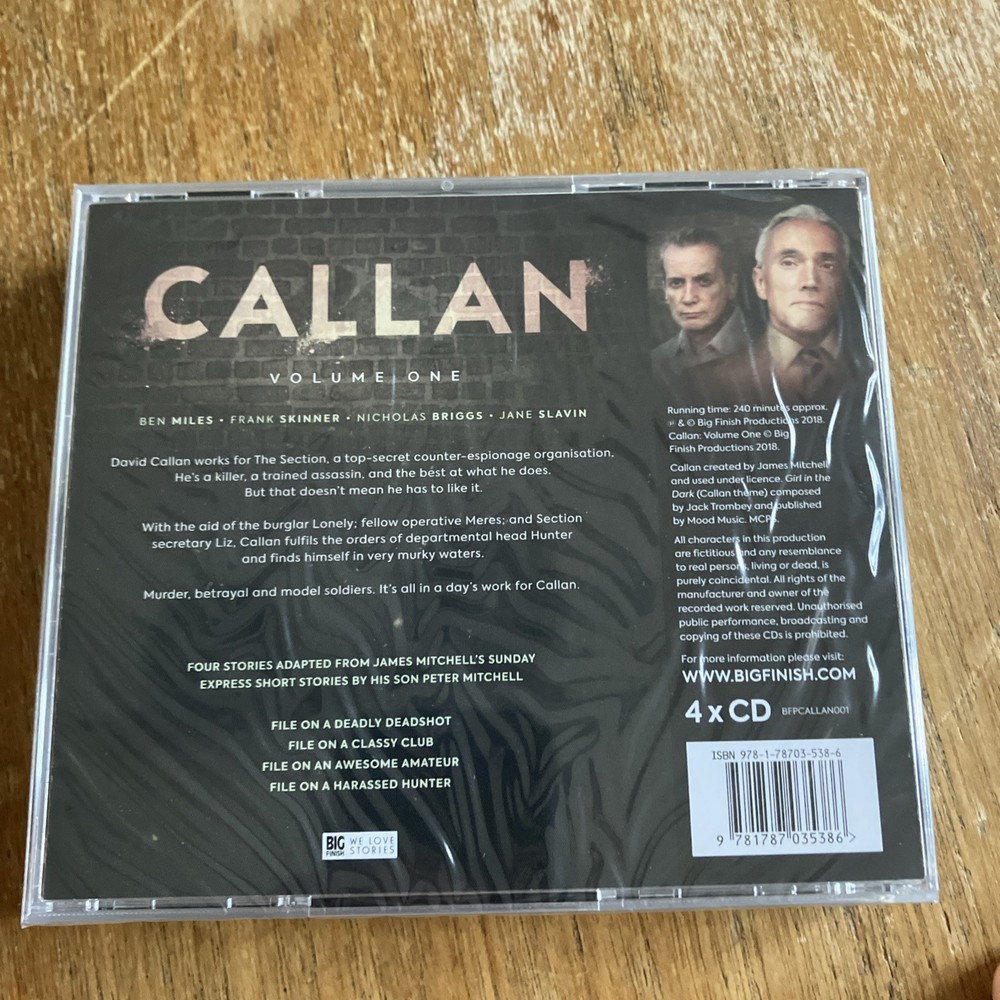 CALLAN
VOLUME ONE
BEN MILES • FRANK SKINNER • NICHOLAS BRIGGS • JANE SLAVIN
David Callan works for The Section, a top-secret counter-espionage organisation.
He's a killer, a trained assassin, and the best at what he does.
But that doesn't mean he has to like it.
With the aid of the burglar Lonely; fellow operative Meres; and Section
secretary Liz, Callan fulfils the orders of departmental head Hunter
and finds himself in very murky waters.
Murder, betrayal and model soldiers. It's all in a day's work for Callan.
FOUR STORIES ADAPTED FROM JAMES MITCHELL'S SUNDAY
EXPRESS SHORT STORIES BY HIS SON PETER MITCHELL
FILE ON A DEADLY DEADSHOT
FILE ON A CLASSY CLUB
FILE ON AN AWESOME AMATEUR
FILE ON A HARASSED HUNTER
BIG FINISH
WE LOVE
STORIES
Running time: 240 minutes approx.
℗ & © Big Finish Productions 2018.
Callan: Volume One © Big
Finish Productions 2018.
Callan created by James Mitchell
and used under licence. Girl in the
Dark (Callan theme) composed
by Jack Trombey and published
by Mood Music. MCPS.
All characters in this production
are fictitious and any resemblance
to real persons, living or dead, is
purely coincidental. All rights of the
manufacturer and owner of the
recorded work reserved. Unauthorised
public performance, broadcasting and
copying of these CDs is prohibited.
For more information please visit:
WWW.BIGFINISH.COM
4 x CD BFPCALLAN001
ISBN 978-1-78703-538-6
9 781787 035386 >